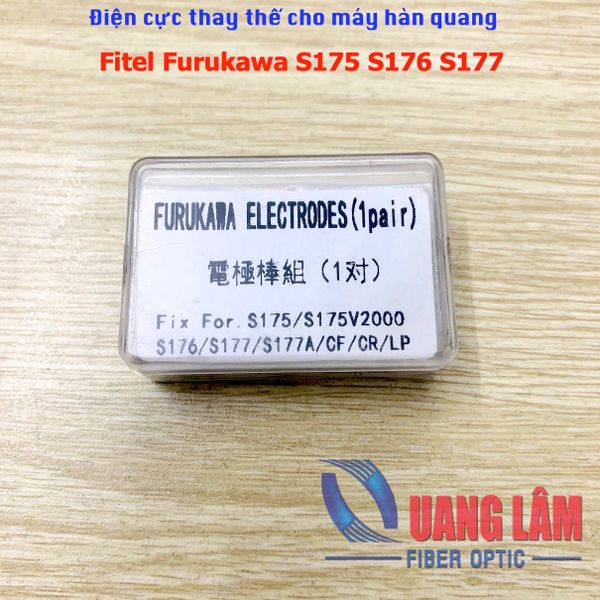 Điện cực thay thế cho máy hàn quang
Fitel Furukawa S175 S176 S177
FURUKAWA ELECTRODES(1pair)
電極棒組（1对）
Fix For S175/S175V2000
S176/S177/S177A/CF/CR/LP
QUANG LÂM
FIBER OPTIC